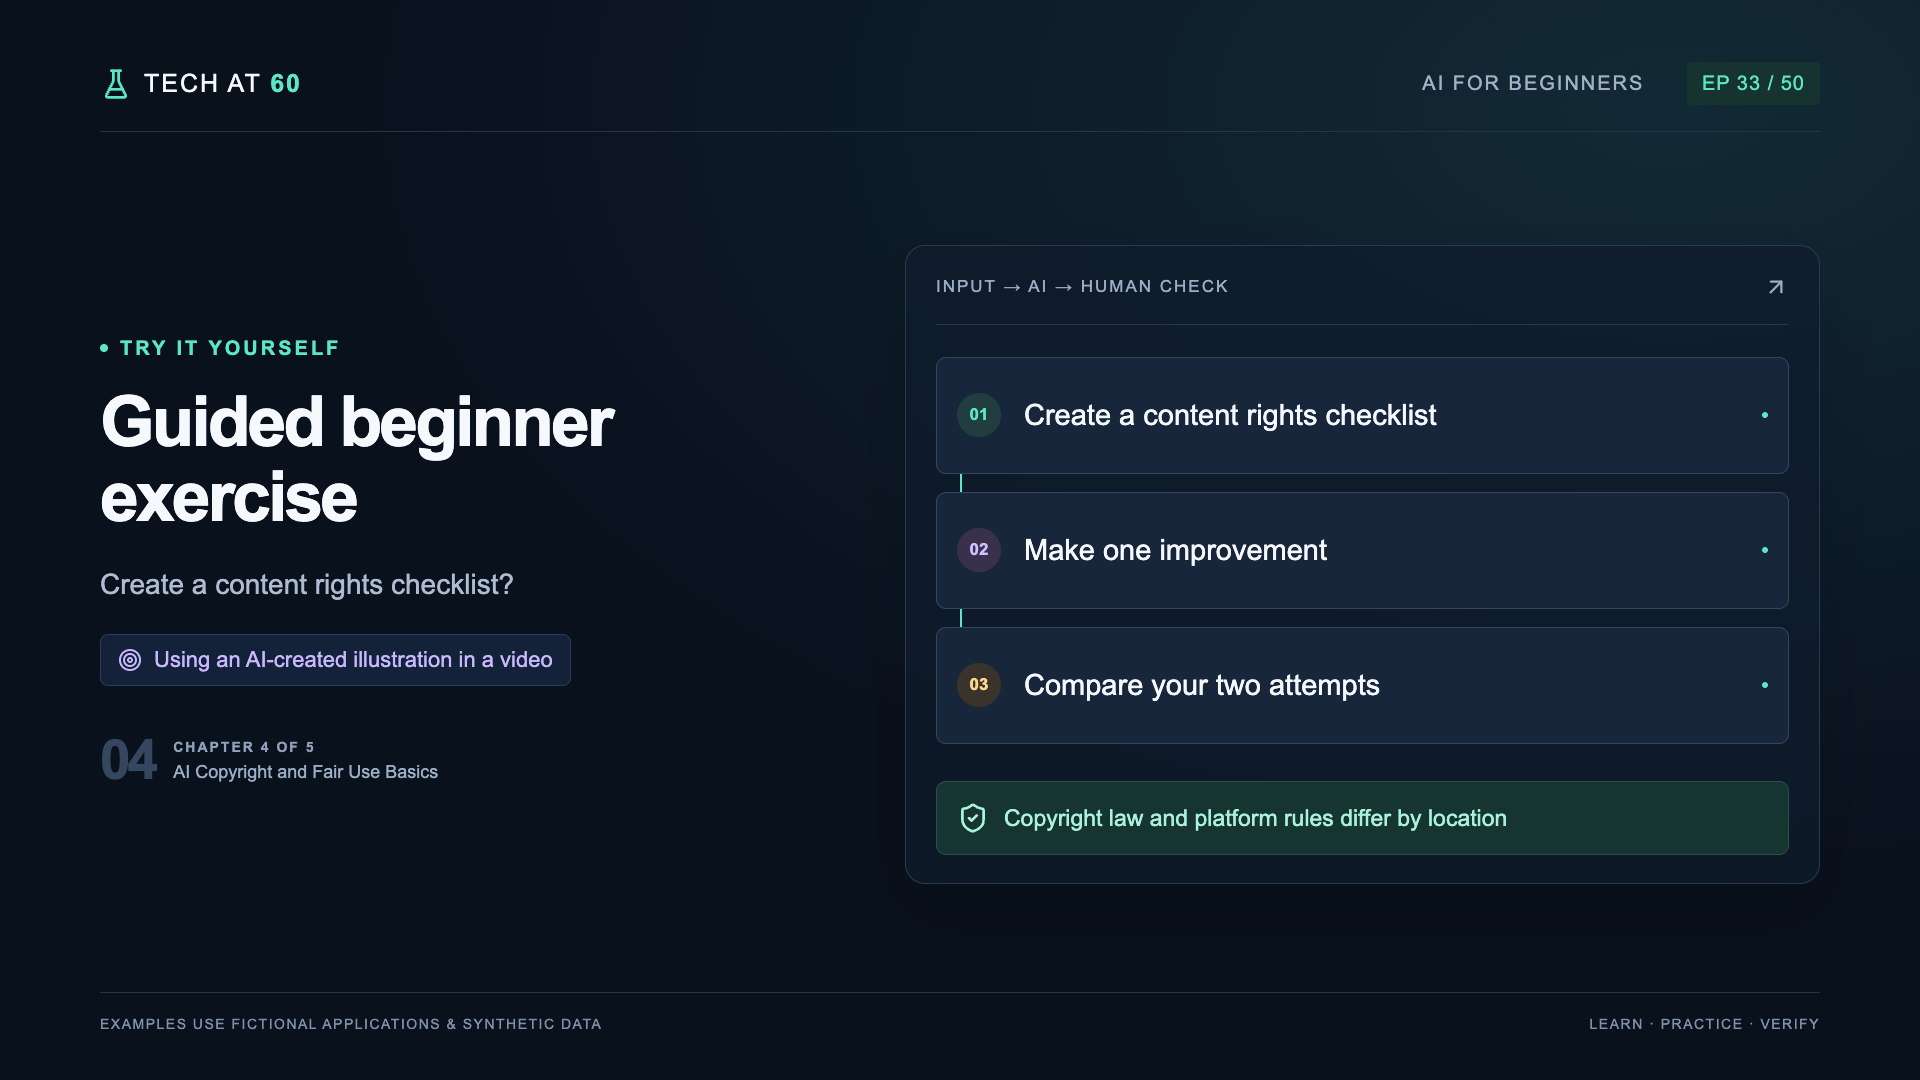 TECH AT 60
AI FOR BEGINNERS
EP 33 / 50
TRY IT YOURSELF
Guided beginner
exercise
Create a content rights checklist?
Using an AI-created illustration in a video
04
CHAPTER 4 OF 5
AI Copyright and Fair Use Basics
INPUT → AI → HUMAN CHECK
01
Create a content rights checklist
02
Make one improvement
03
Compare your two attempts
Copyright law and platform rules differ by location
EXAMPLES USE FICTIONAL APPLICATIONS & SYNTHETIC DATA
LEARN · PRACTICE · VERIFY